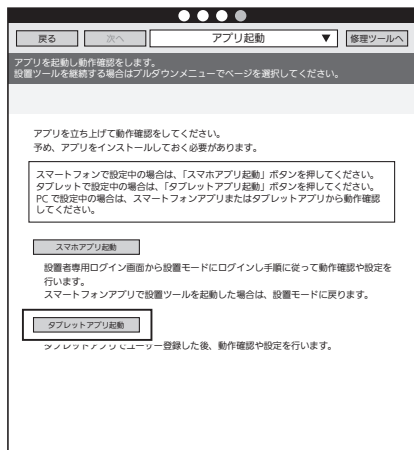 戻る 次へ アプリ起動 ▼ 修理ツールへ
アプリを起動し動作確認をします。
設置ツールを継続する場合はプルダウンメニューでページを選択してください。
アプリを立ち上げて動作確認をしてください。
予め、アプリをインストールしておく必要があります。
スマートフォンで設定中の場合は、「スマホアプリ起動」ボタンを押してください。
タブレットで設定中の場合は、「タブレットアプリ起動」ボタンを押してください。
PC で設定中の場合は、スマートフォンアプリまたはタブレットアプリから動作確認
してください。
スマホアプリ起動
設置者専用ログイン画面から設置モードにログインし手順に従って動作確認や設定を
行います。
スマートフォンアプリで設置ツールを起動した場合は、設置モードに戻ります。
タブレットアプリ起動
タブレットアプリでユーザー登録した後、動作確認や設定を行います。